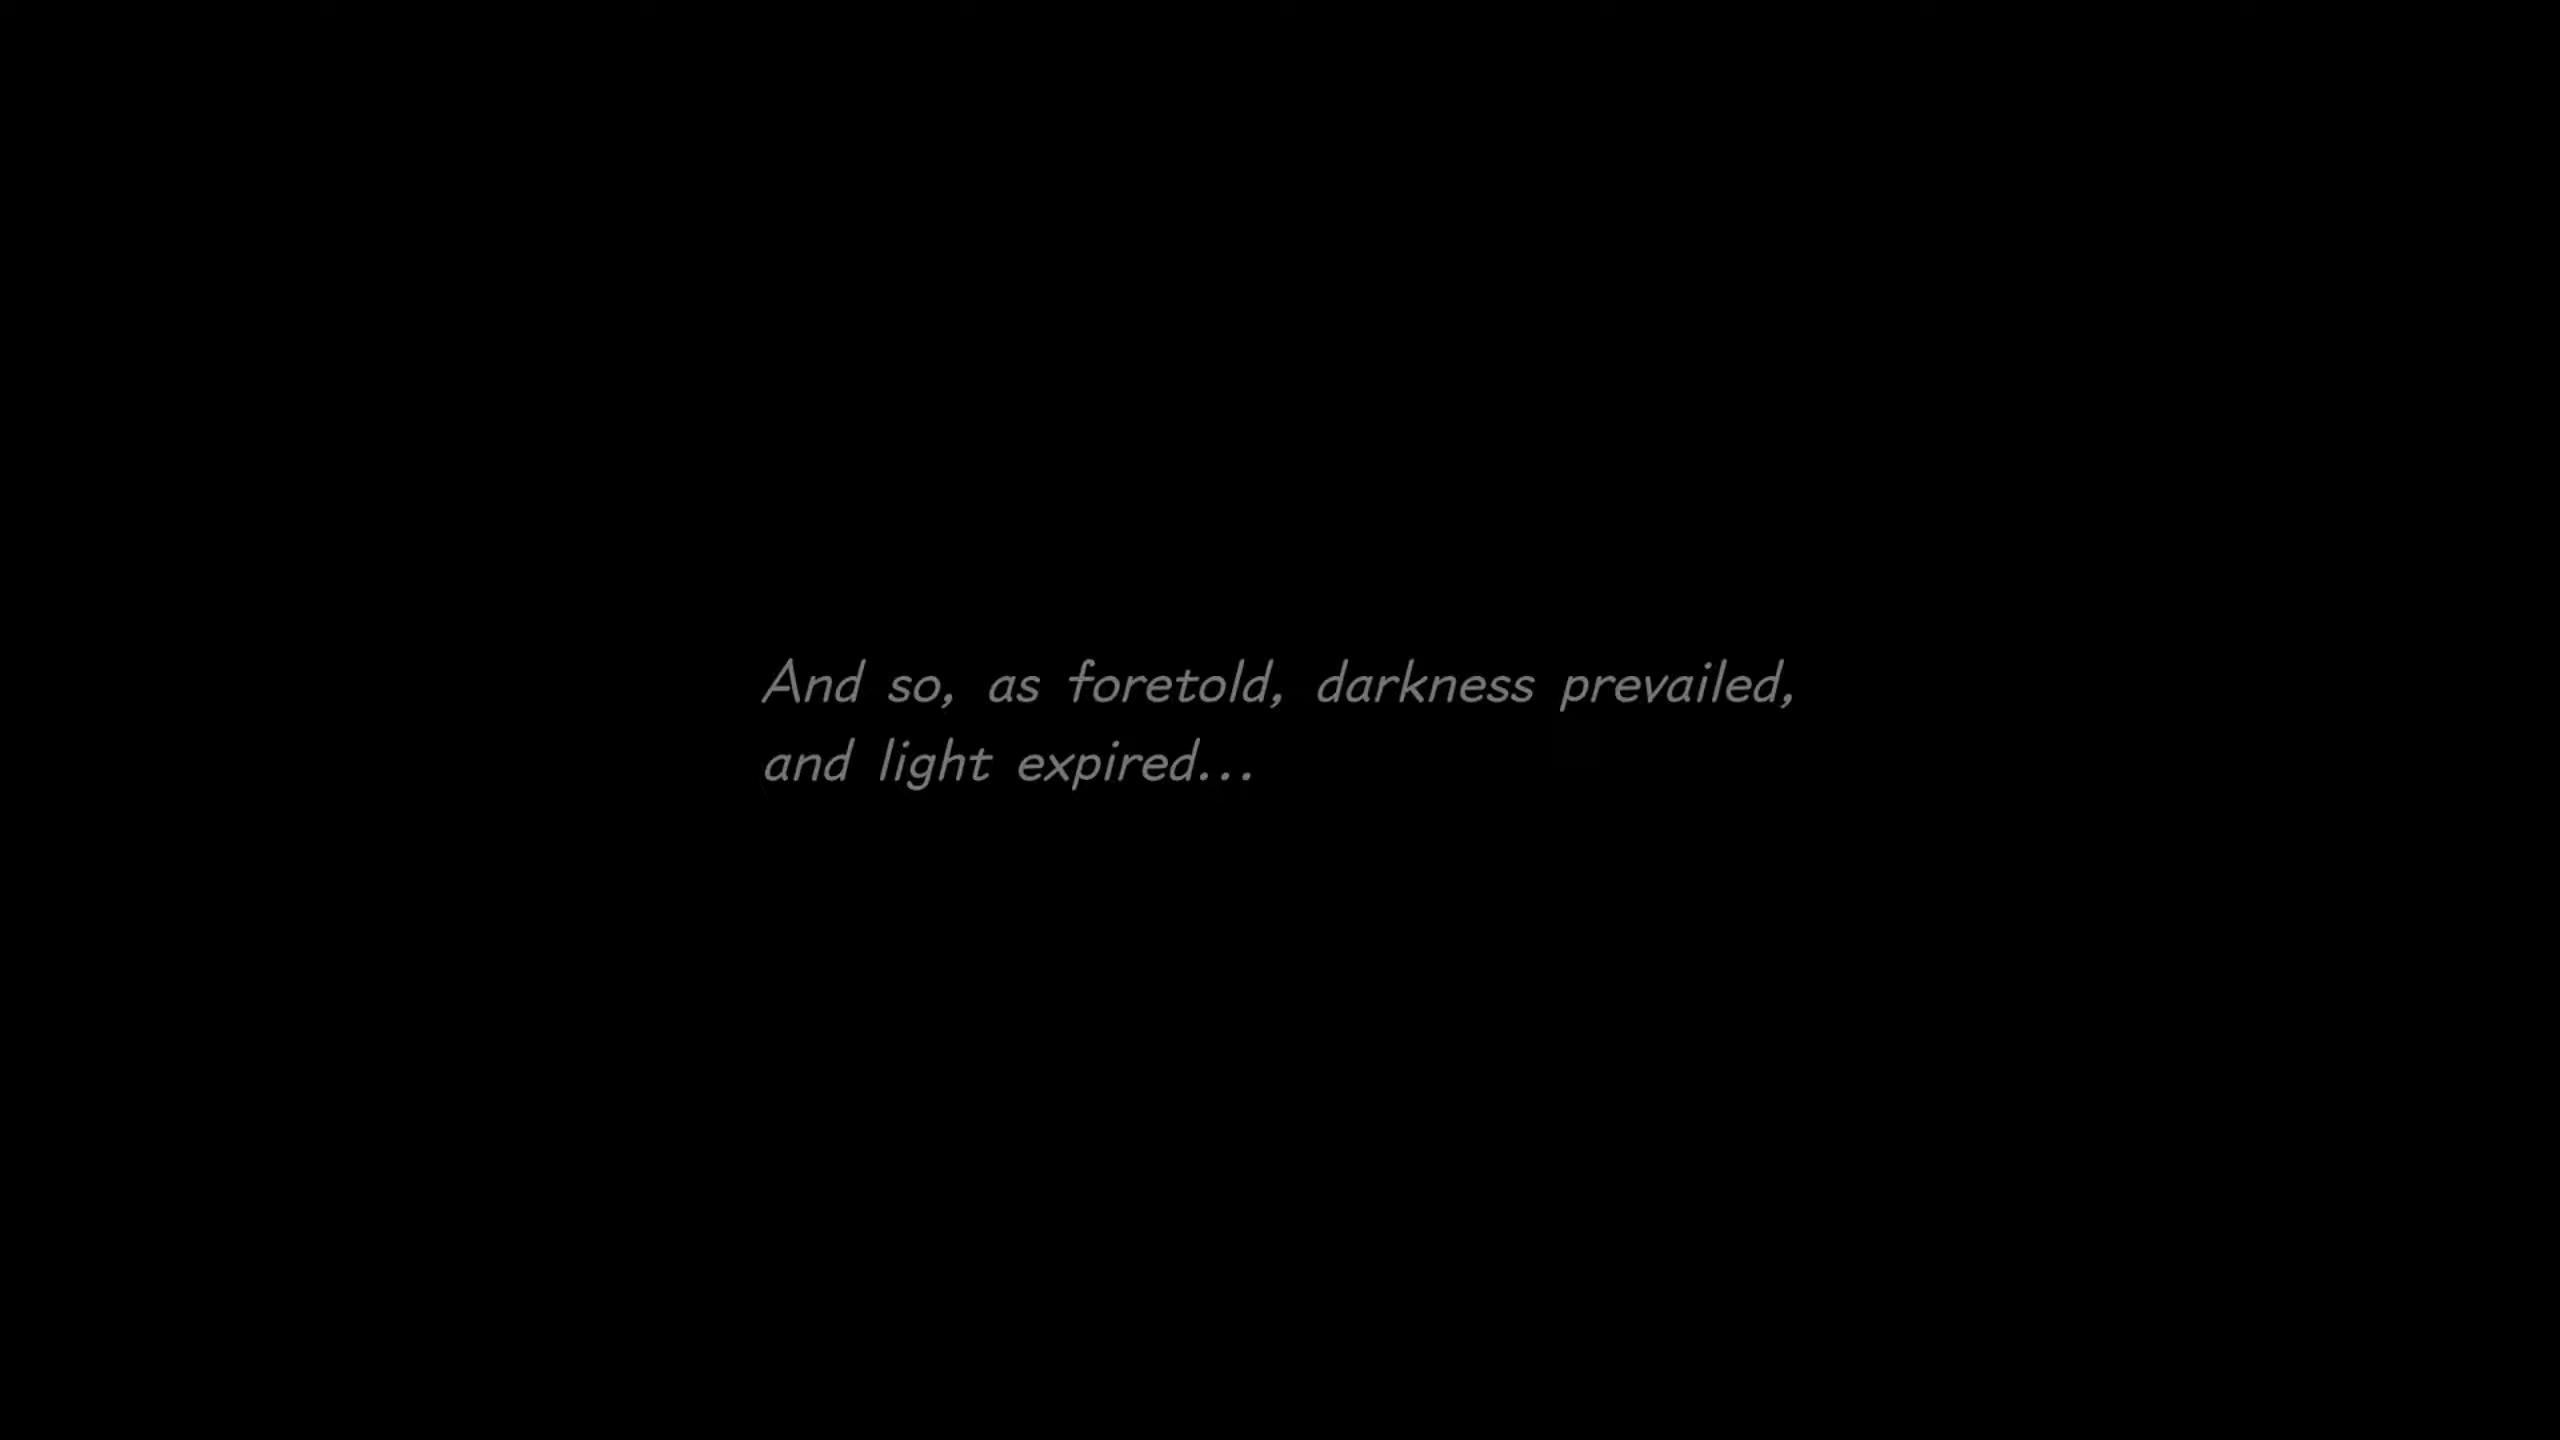 And so, as foretold, darkness prevailed,
and light expired...